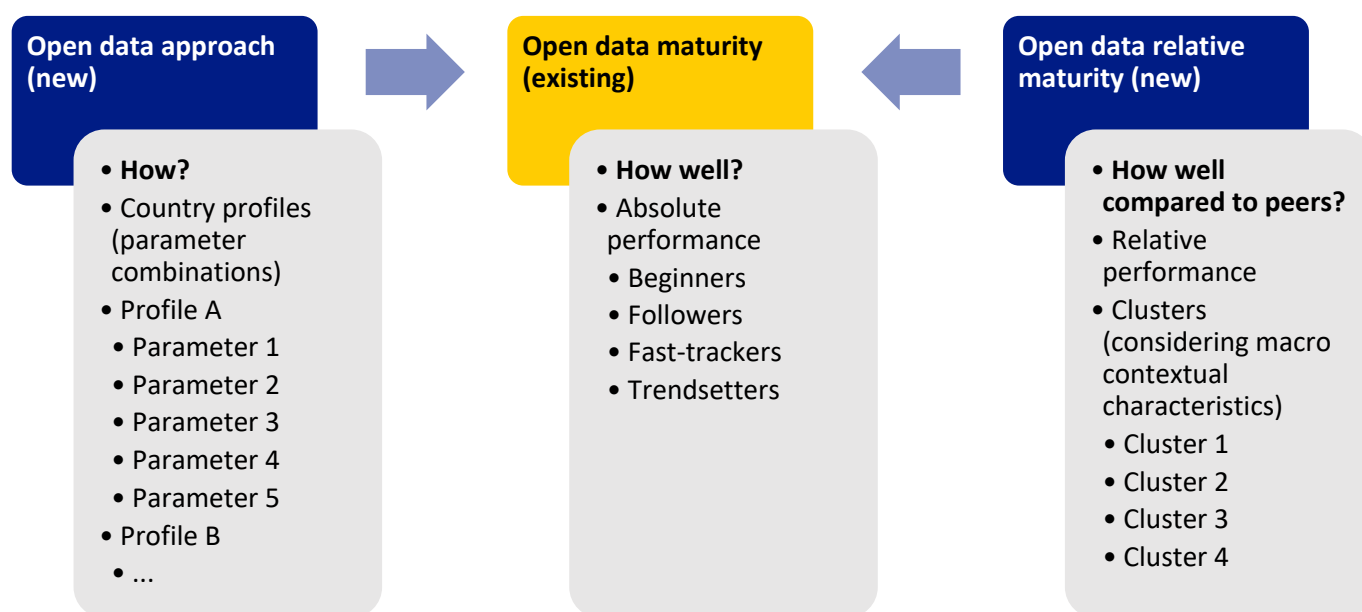 Open data approach
(new)
• How?
• Country profiles
(parameter
combinations)
• Profile A
• Parameter 1
• Parameter 2
• Parameter 3
• Parameter 4
• Parameter 5
• Profile B
• ...
Open data maturity
(existing)
• How well?
• Absolute
performance
• Beginners
• Followers
• Fast-trackers
• Trendsetters
Open data relative
maturity (new)
• How well
compared to peers?
• Relative
performance
• Clusters
(considering macro
contextual
characteristics)
• Cluster 1
• Cluster 2
• Cluster 3
• Cluster 4